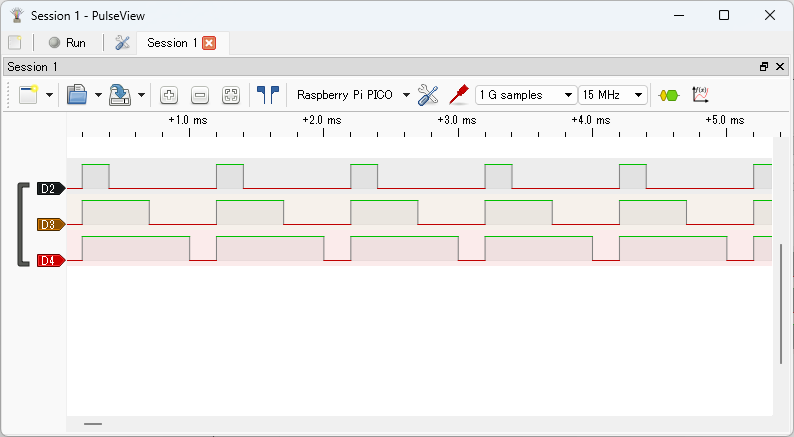 Session 1 - PulseView
Run
Session 1
Session 1
Raspberry Pi PICO
1 G samples
15 MHz
f(x):
+1.0 ms +2.0 ms +3.0 ms +4.0 ms +5.0 ms
D2
D3
D4